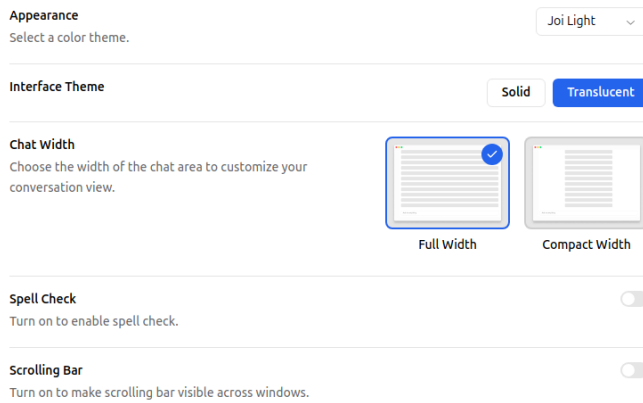 Appearance
Select a color theme.
Joi Light
Interface Theme
Solid
Translucent
Chat Width
Choose the width of the chat area to customize your
conversation view.
Full Width
Compact Width
Spell Check
Turn on to enable spell check.
Scrolling Bar
Turn on to make scrolling bar visible across windows.